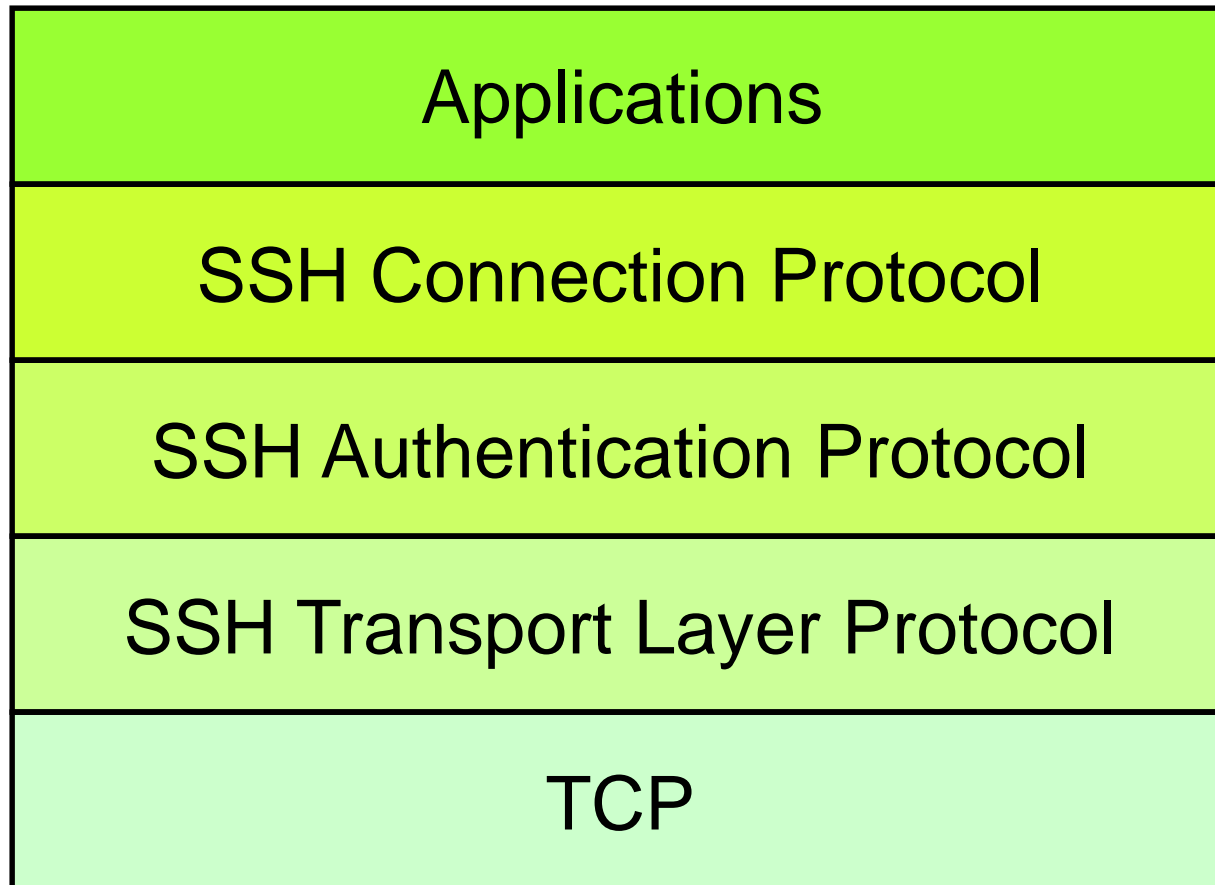 Applications
SSH Connection Protocol
SSH Authentication Protocol
SSH Transport Layer Protocol
TCP